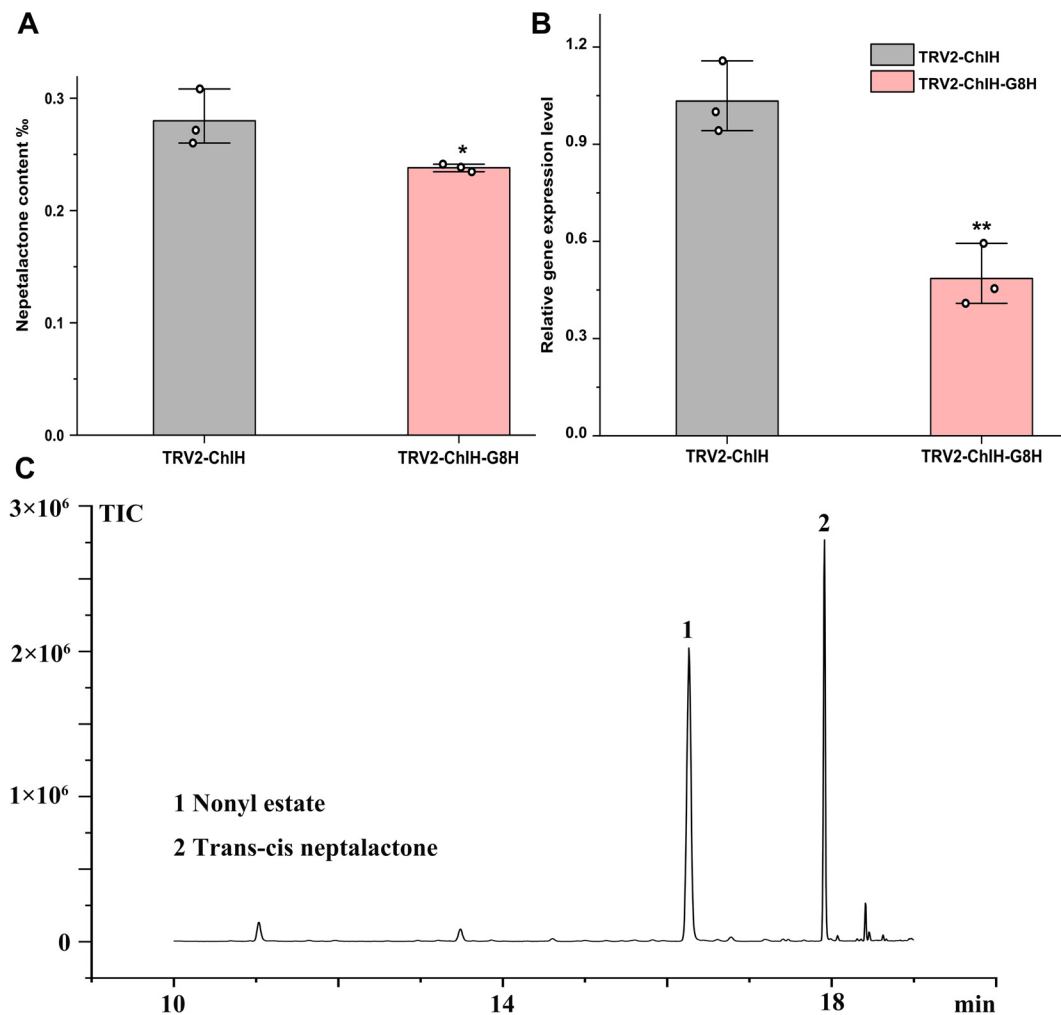 A
Nepetalactone content ‰
0.3
0.2
0.1
0.0
*
TRV2-ChlH
TRV2-ChlH-G8H
B
Relative gene expression level
1.2
0.9
0.6
0.3
0.0
TRV2-ChlH
TRV2-ChlH-G8H
**
TRV2-ChlH
TRV2-ChlH-G8H
C
3×10⁶
2×10⁶
1×10⁶
0
TIC
1
2
1 Nonyl estate
2 Trans-cis neptalactone
10
14
18
min